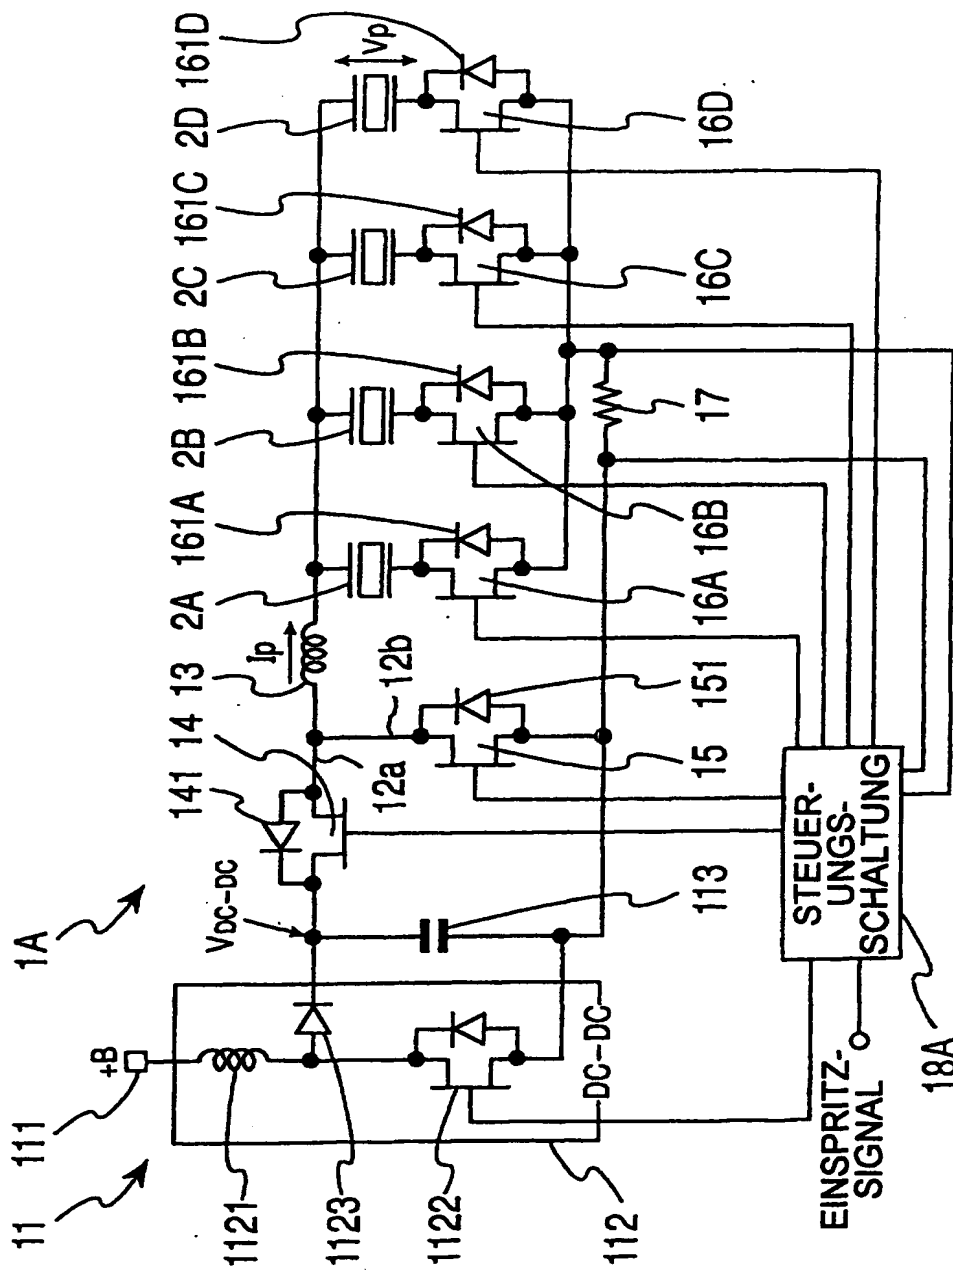 1A
11
111
+B
VDC-DC
141
14
13
Ip
2A
161A
2B
161B
2C
161C
2D
161D
Vp
12a
12b
1121
1123
1122
112
DC-DC
113
15
151
16A
16B
17
16C
16D
EINSPRITZ-
SIGNAL
18A
STEUER-
UNGS-
SCHALTUNG